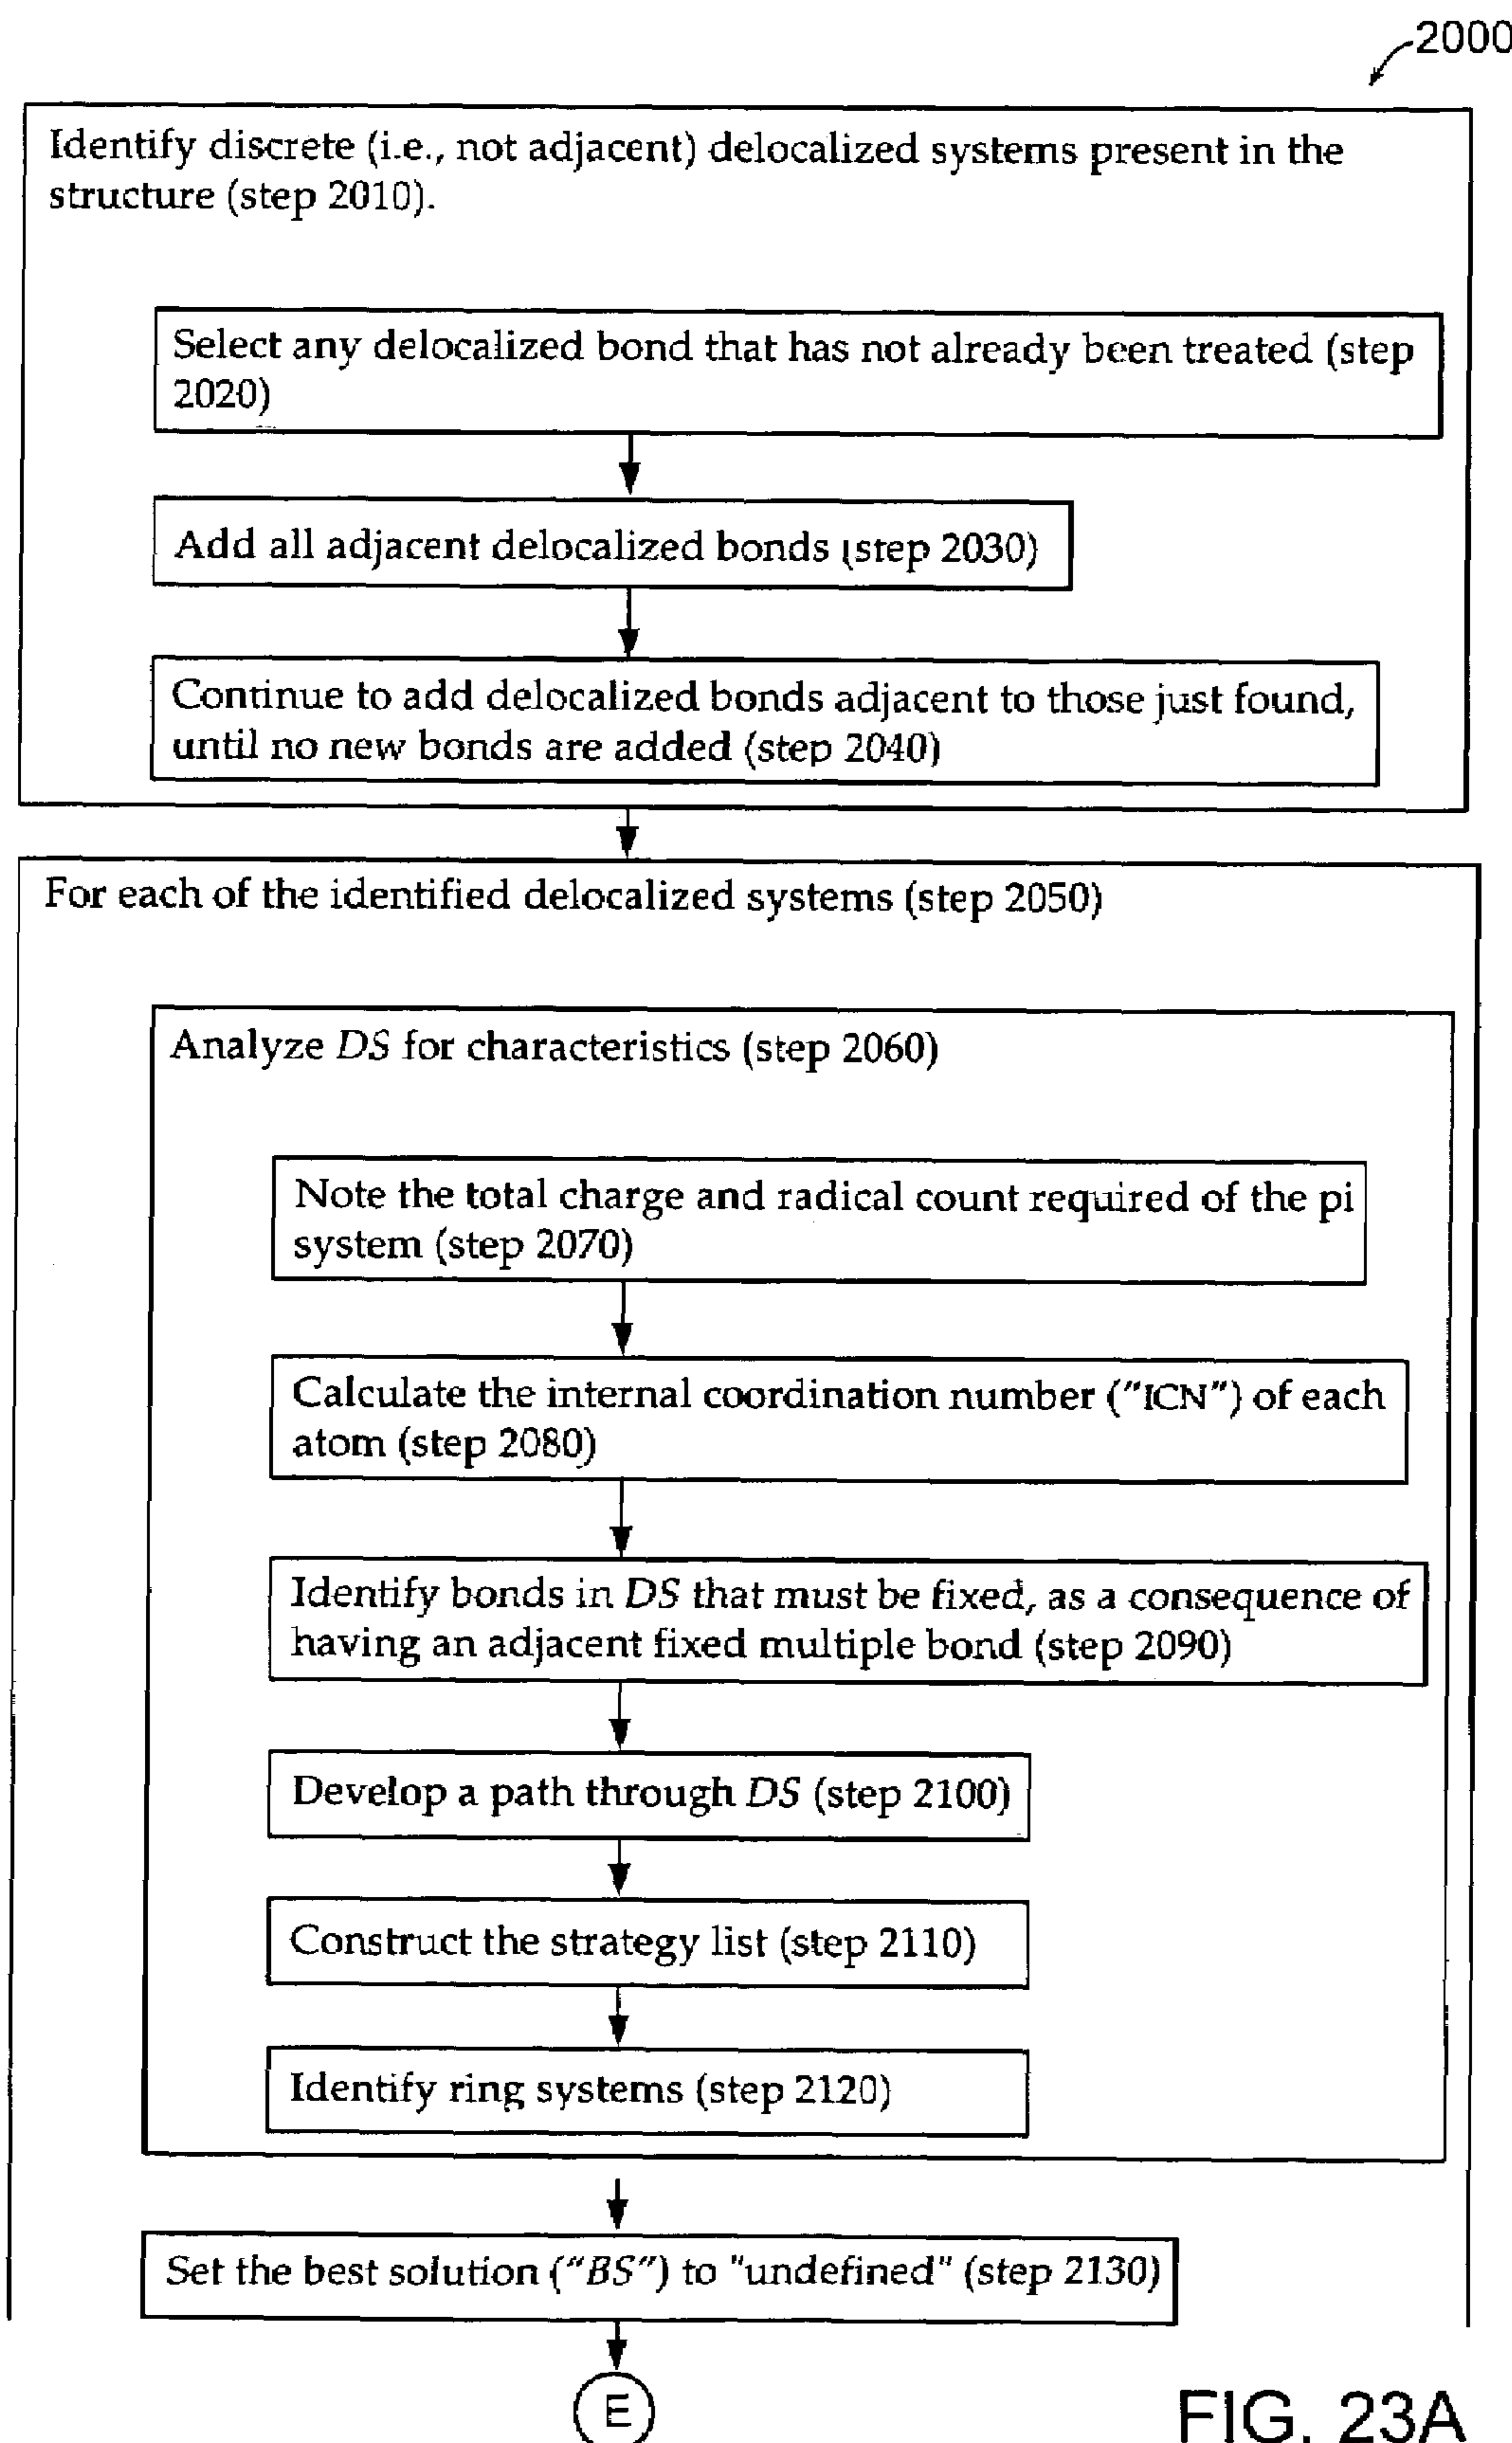 2000
Identify discrete (i.e., not adjacent) delocalized systems present in the
structure (step 2010).
Select any delocalized bond that has not already been treated (step
2020)
Add all adjacent delocalized bonds (step 2030)
Continue to add delocalized bonds adjacent to those just found,
until no new bonds are added (step 2040)
For each of the identified delocalized systems (step 2050)
Analyze DS for characteristics (step 2060)
Note the total charge and radical count required of the pi
system (step 2070)
Calculate the internal coordination number ("ICN") of each
atom (step 2080)
Identify bonds in DS that must be fixed, as a consequence of
having an adjacent fixed multiple bond (step 2090)
Develop a path through DS (step 2100)
Construct the strategy list (step 2110)
Identify ring systems (step 2120)
Set the best solution ("BS") to "undefined" (step 2130)
E
FIG. 23A